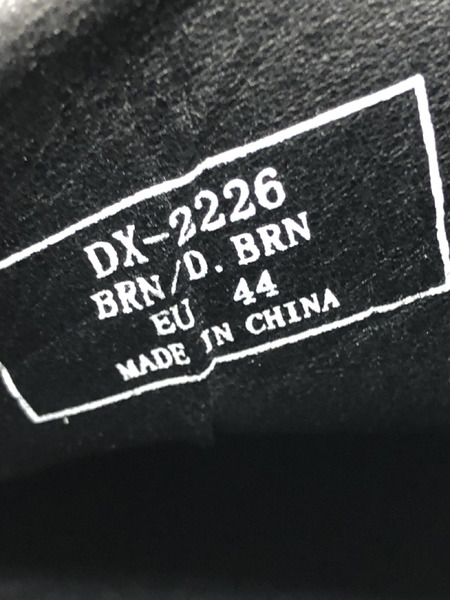 DX-2226
BRN/D. BRN
EU 44
MADE IN CHINA